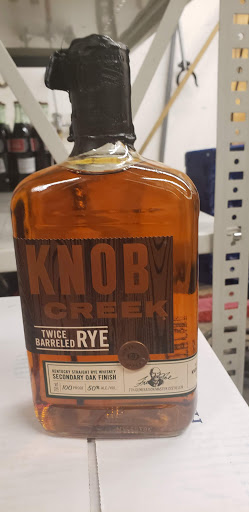 KNOB
CREEK
TWICE
BARRELED RYE
KENTUCKY STRAIGHT RYE WHISKEY
SECONDARY OAK FINISH
100 PROOF 50% ALC./VOL.